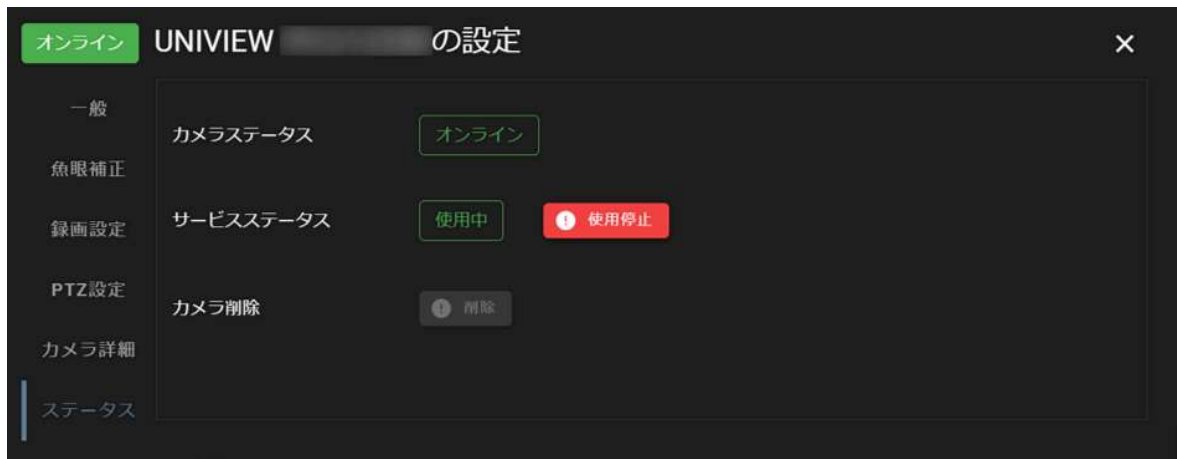 オンライン
UNIVIEW の設定
一般
魚眼補正
録画設定
PTZ設定
カメラ詳細
ステータス
カメラステータス オンライン
サービスステータス 使用中 使用停止
カメラ削除 削除